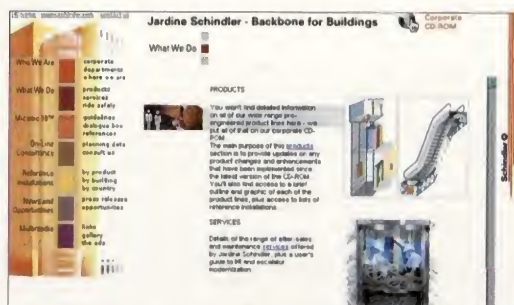 Jardine Schindler - Backbone for Buildings
Corporate
CD-ROM
What We Do
Who We Are
corporate
departments
where we are
What We Do
products
services
ride safely
guidelines
dialogue box
references
On-Line
Consultings
planning data
consult us
Reference
Installations
by product
by building
by country
News and
Opportunities
press releases
opportunities
Multimedia
links
gallery
the ads
PRODUCTS
You won't find detailed information
on all of our wide range pre-
engineered product lines here - we
put all of that on our corporate CD-
ROM.
The main purpose of this products
section is to provide updates on any
product changes and enhancements
that have been implemented since
the latest version of the CD-ROM.
You'll also find access to a brief
outline and graphic of each of the
product lines, plus access to lists of
reference installations.
SERVICES
Details of the range of after-sales
and maintenance services offered
by Jardine Schindler, plus a user's
guide to lift and escalator
modernization.
Schindler